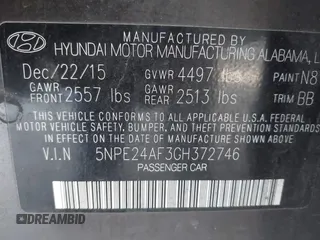 MANUFACTURED BY
HYUNDAI MOTOR MANUFACTURING ALABAMA, L
Dec/22/15 GVWR 4497 PAINT N8
GAWR FRONT 2557 lbs GAWR REAR 2513 lbs TRIM BB
THIS VEHICLE CONFORMS TO ALL APPLICABLE FEDERAL
MOTOR VEHICLE SAFETY, BUMPER, AND THEFT PREVENTION
STANDARDS IN EFFECT ON THE DATE OF MANUFACTURE
V.I.N 5NPE24AF3GH372746
PASSENGER CAR
DREAMBID